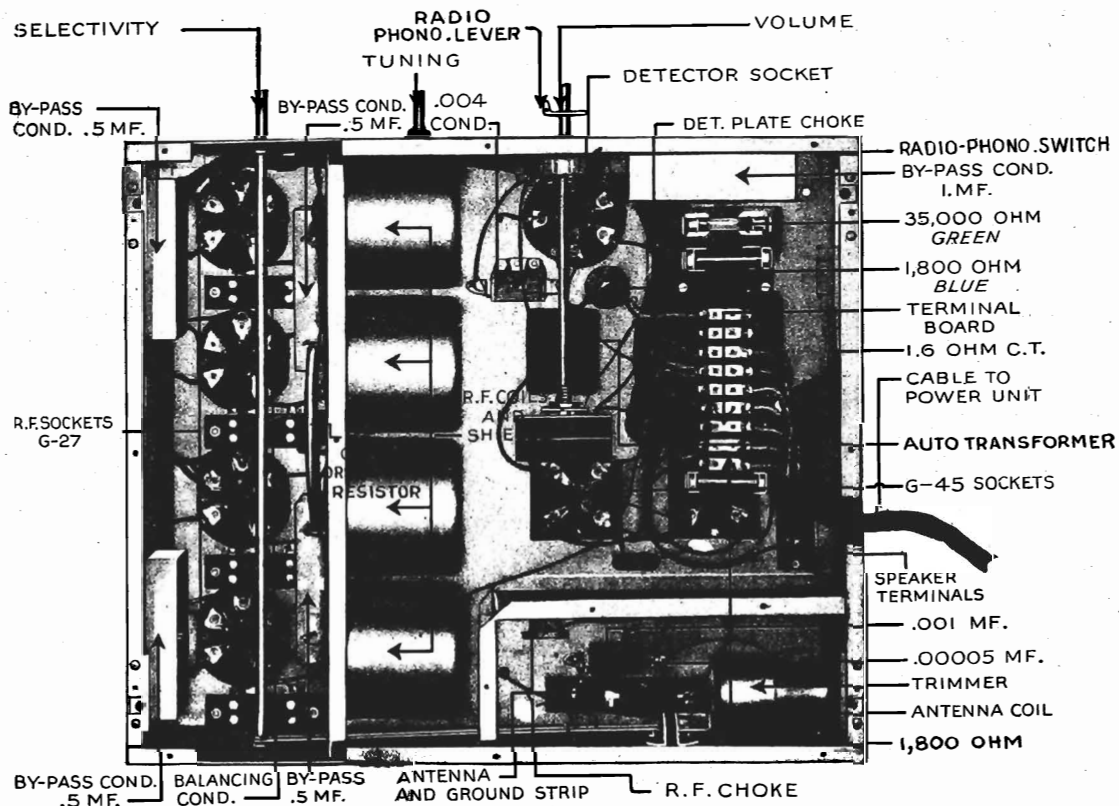 SELECTIVITY
RADIO
PHONO.LEVER
VOLUME
TUNING
DETECTOR SOCKET
BY-PASS
COND. .5 MF.
BY-PASS COND.
.5 MF.
.004
COND.
DET. PLATE CHOKE
RADIO-PHONO.SWITCH
BY-PASS COND.
1.MF.
35,000 OHM
GREEN
1,800 OHM
BLUE
TERMINAL
BOARD
1.6 OHM C.T.
CABLE TO
POWER UNIT
R.F. COILS
R.F.SOCKETS
G-27
AUTO TRANSFORMER
RESISTOR
G-45 SOCKETS
SPEAKER
TERMINALS
.001 MF.
.00005 MF.
TRIMMER
ANTENNA COIL
1,800 OHM
BY-PASS COND.
.5 MF.
BALANCING
COND.
BY-PASS
.5 MF.
ANTENNA
AND GROUND STRIP
R.F. CHOKE